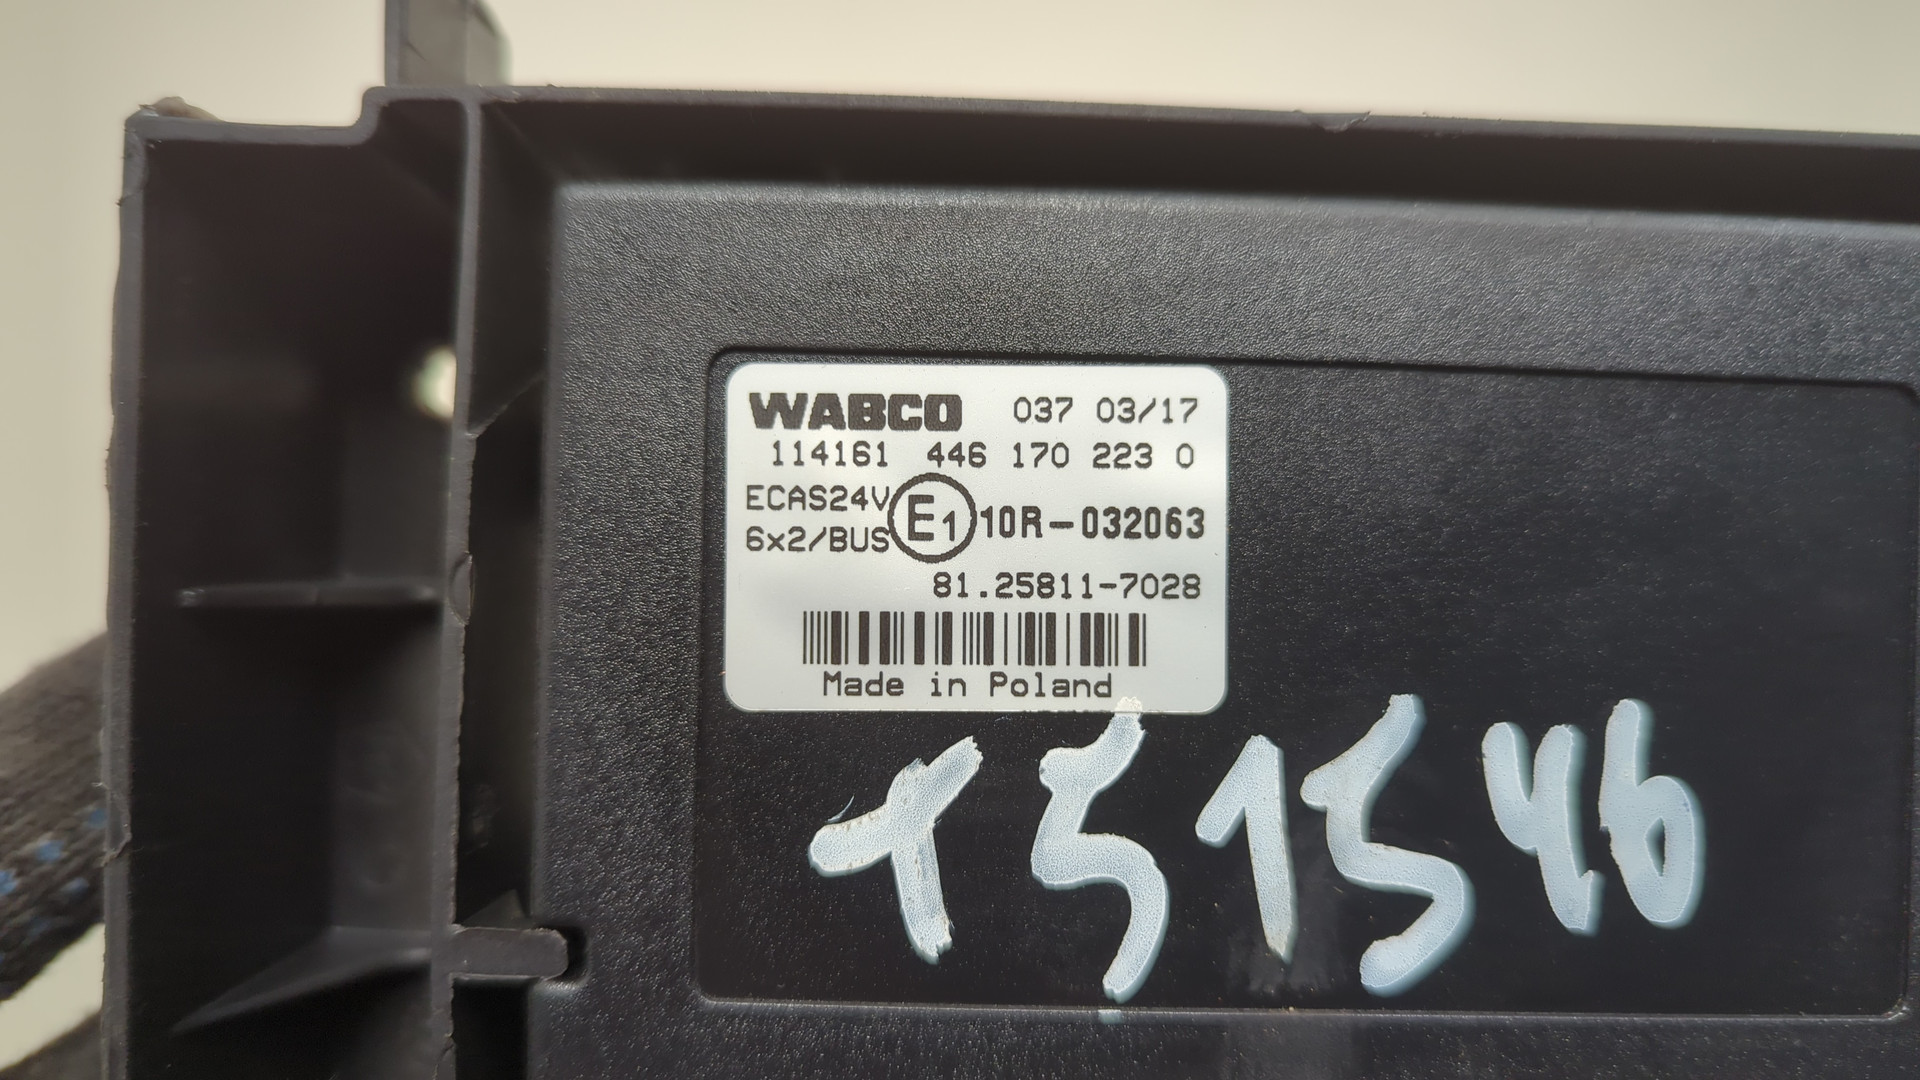 WABCO 037 03/17
114161 446 170 223 0
ECAS24V E1 10R-032063
6x2/BUS
81.25811-7028
Made in Poland
T51546